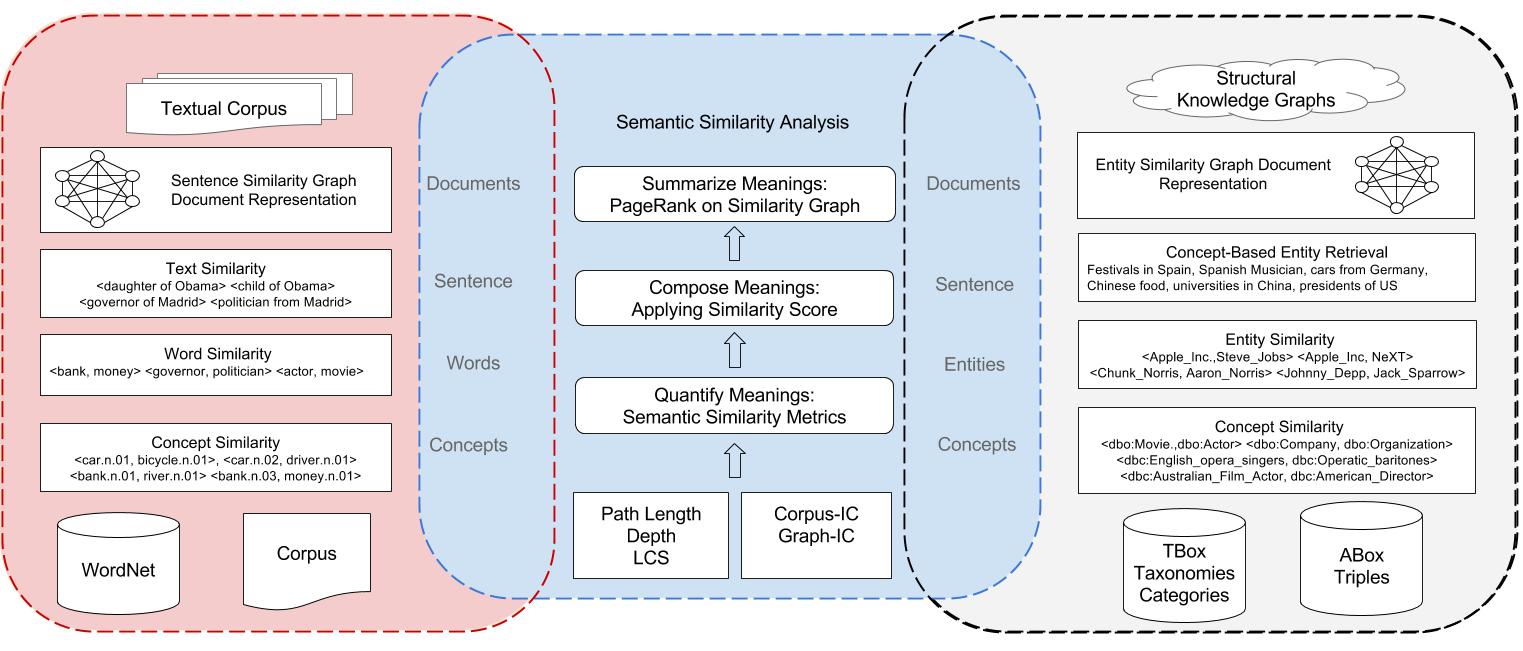 Textual Corpus
Sentence Similarity Graph
Document Representation
Text Similarity
<daughter of Obama> <child of Obama>
<governor of Madrid> <politician from Madrid>
Word Similarity
<bank, money> <governor, politician> <actor, movie>
Concept Similarity
<car.n.01, bicycle.n.01>, <car.n.02, driver.n.01>
<bank.n.01, river.n.01> <bank.n.03, money.n.01>
WordNet
Corpus
Documents
Sentence
Words
Concepts
Semantic Similarity Analysis
Summarize Meanings:
PageRank on Similarity Graph
Compose Meanings:
Applying Similarity Score
Quantify Meanings:
Semantic Similarity Metrics
Path Length
Depth
LCS
Corpus-IC
Graph-IC
Documents
Sentence
Entities
Concepts
Structural
Knowledge Graphs
Entity Similarity Graph Document
Representation
Concept-Based Entity Retrieval
Festivals in Spain, Spanish Musician, cars from Germany,
Chinese food, universities in China, presidents of US
Entity Similarity
<Apple_Inc.,Steve_Jobs> <Apple_Inc, NeXT>
<Chunk_Norris, Aaron_Norris> <Johnny_Depp, Jack_Sparrow>
Concept Similarity
<dbo:Movie.,dbo:Actor> <dbo:Company, dbo:Organization>
<dbc:English_opera_singers, dbc:Operatic_baritones>
<dbc:Australian_Film_Actor, dbc:American_Director>
TBox
Taxonomies
Categories
ABox
Triples